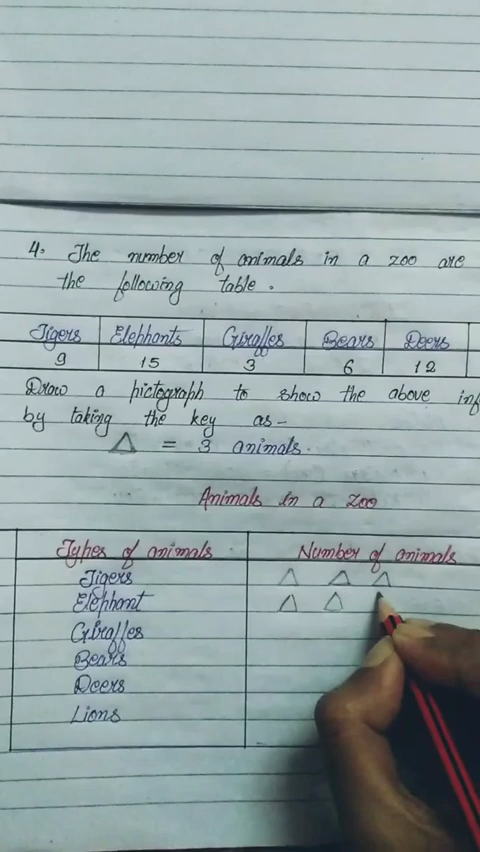 4. The number of animals in a zoo are
the following table.
Tigers Elephants Giraffes Bears Deers
9 15 3 6 12
Draw a pictograph to show the above inf
by taking the key as-
△ = 3 animals.
Animals in a Zoo
Types of animals Number of animals
Tigers △ △ △
Elephant △ △
Giraffes
Bears
Deers
Lions